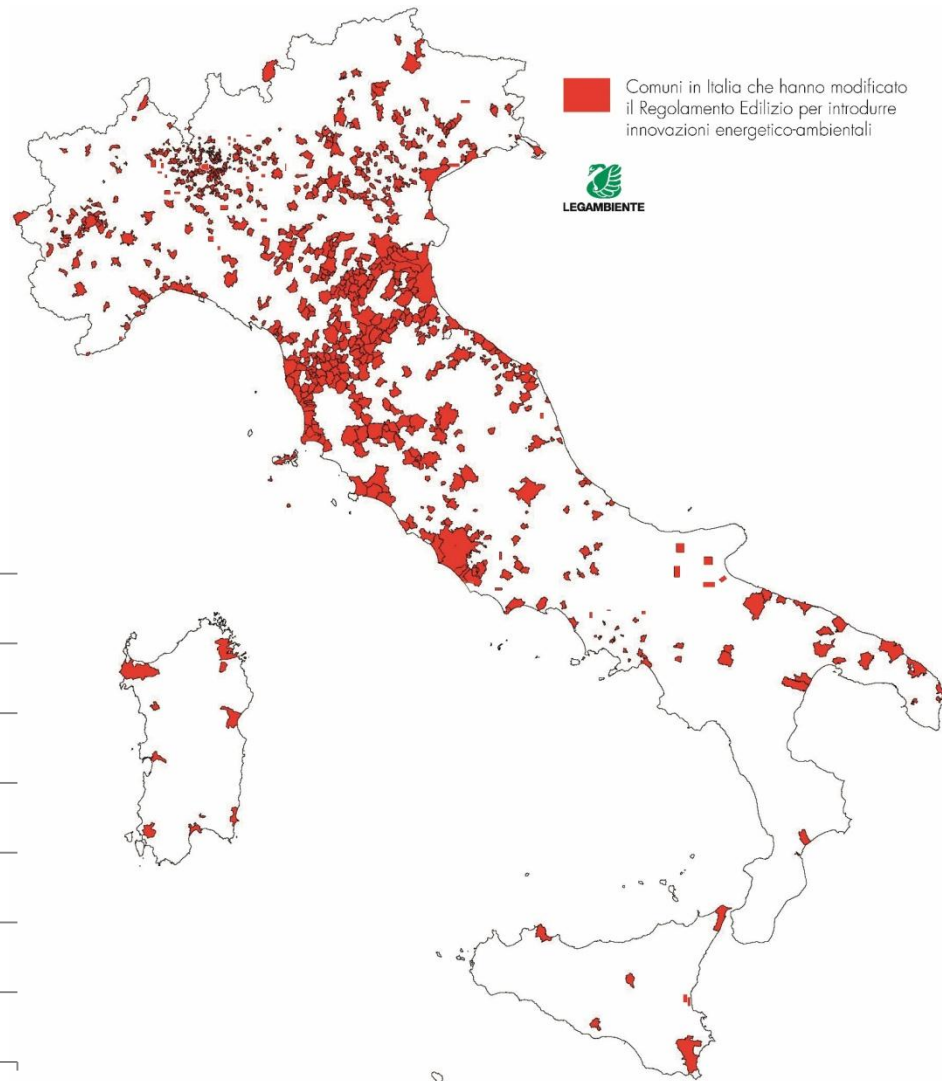 Comuni in Italia che hanno modificato
il Regolamento Edilizio per introdurre
innovazioni energetico-ambientali
LEGAMBIENTE